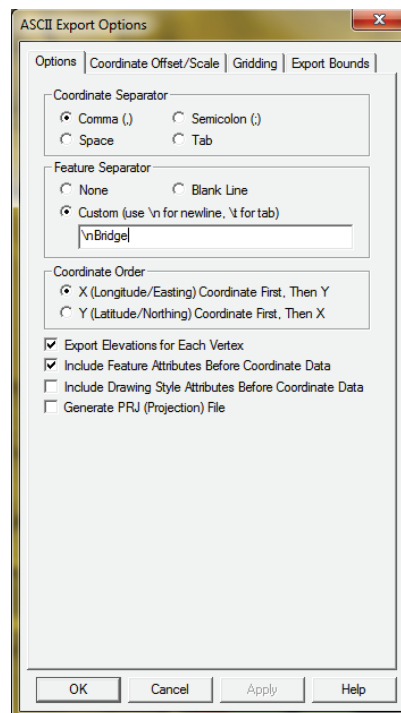 ASCII Export Options
X
Options Coordinate Offset/Scale Gridding Export Bounds
Coordinate Separator
Comma (,) Semicolon (;)
Space Tab
Feature Separator
None Blank Line
Custom (use \n for newline, \t for tab)
\nBridge
Coordinate Order
X (Longitude/Easting) Coordinate First, Then Y
Y (Latitude/Northing) Coordinate First, Then X
Export Elevations for Each Vertex
Include Feature Attributes Before Coordinate Data
Include Drawing Style Attributes Before Coordinate Data
Generate PRJ (Projection) File
OK Cancel Apply Help